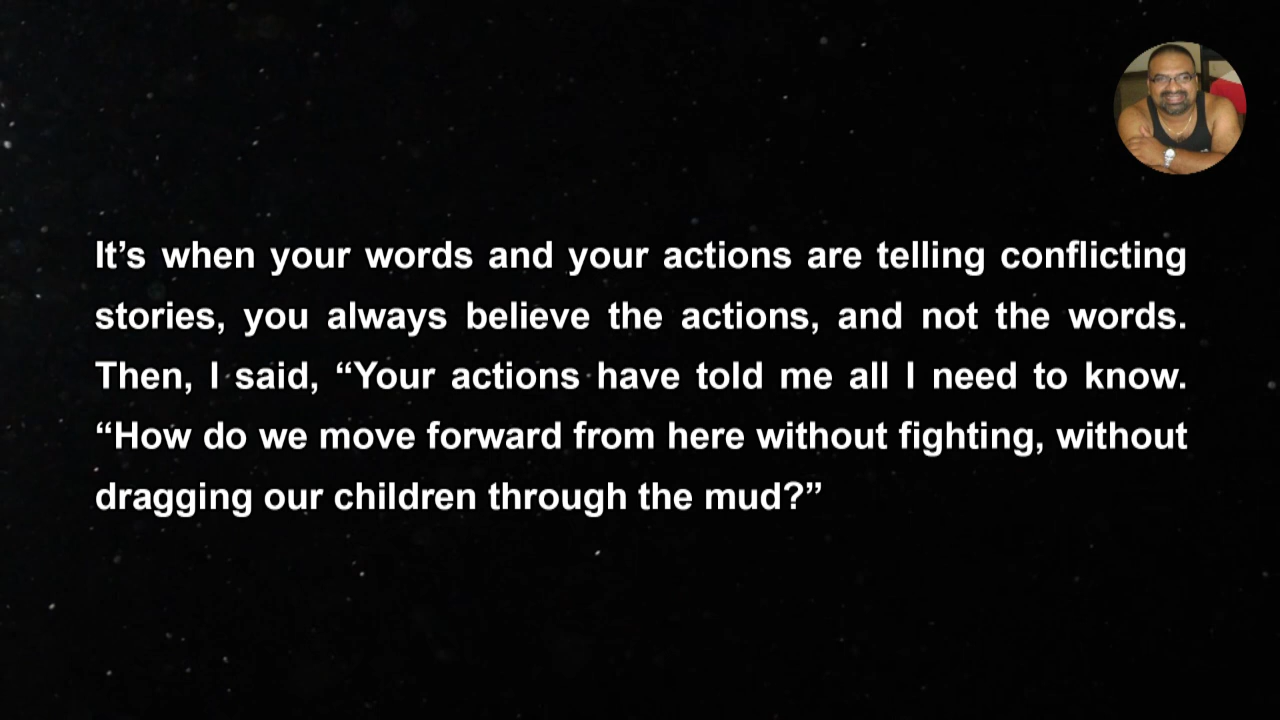 It’s when your words and your actions are telling conflicting
stories, you always believe the actions, and not the words.
Then, I said, “Your actions have told me all I need to know.
“How do we move forward from here without fighting, without
dragging our children through the mud?”